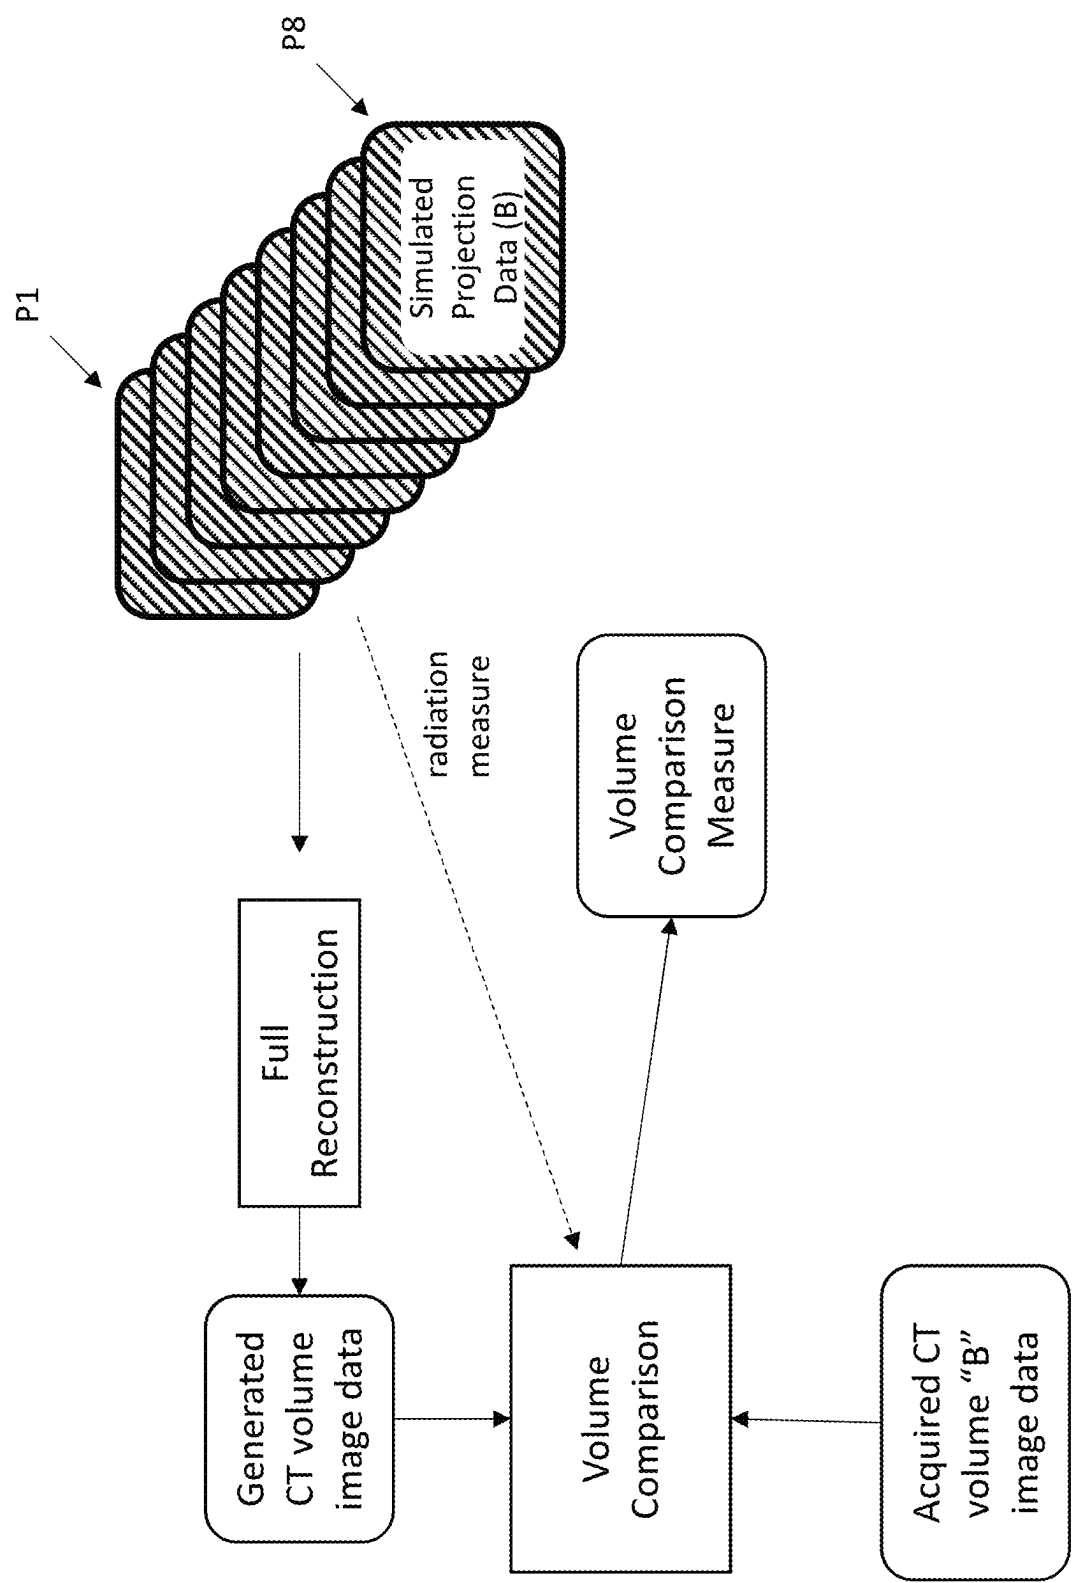 P1
P8
Simulated
Projection
Data (B)
radiation
measure
Full
Reconstruction
Generated
CT volume
image data
Volume
Comparison
Volume
Comparison
Measure
Acquired CT
volume “B”
image data